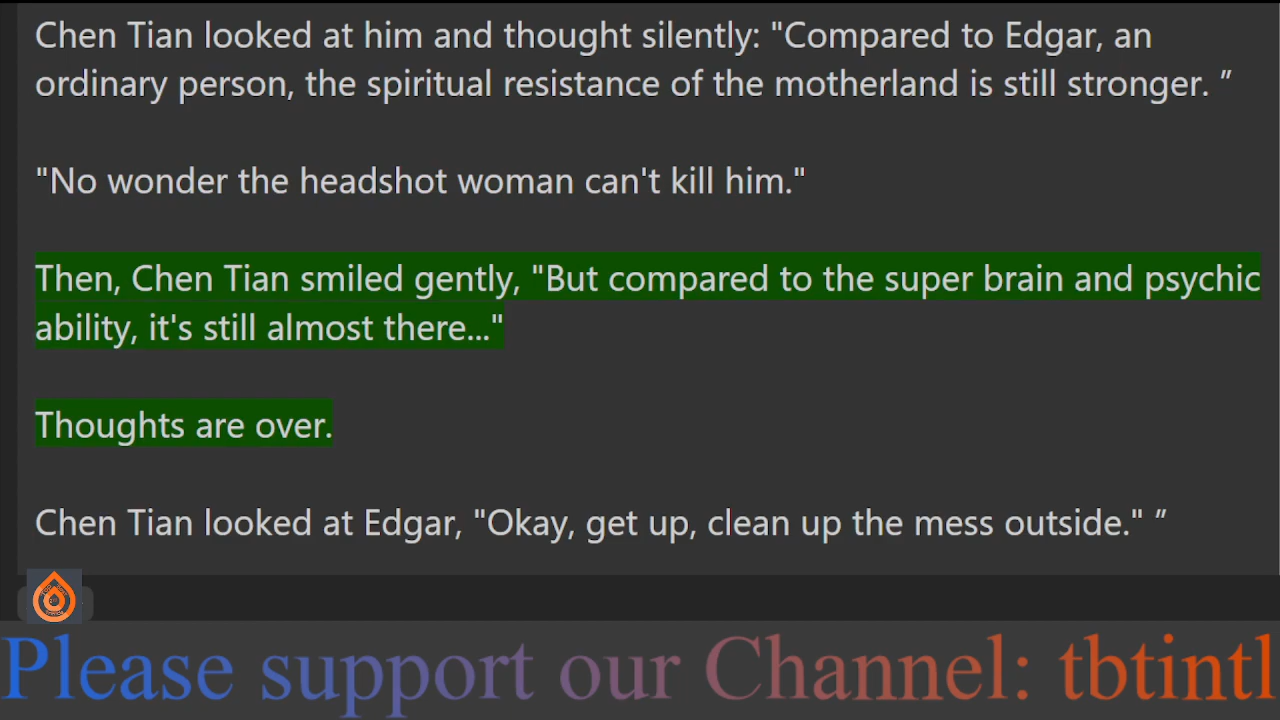 Chen Tian looked at him and thought silently: "Compared to Edgar, an
ordinary person, the spiritual resistance of the motherland is still stronger. ”
"No wonder the headshot woman can't kill him."
Then, Chen Tian smiled gently, "But compared to the super brain and psychic
ability, it's still almost there..."
Thoughts are over.
Chen Tian looked at Edgar, "Okay, get up, clean up the mess outside." ”
Please support our Channel: tbtintl